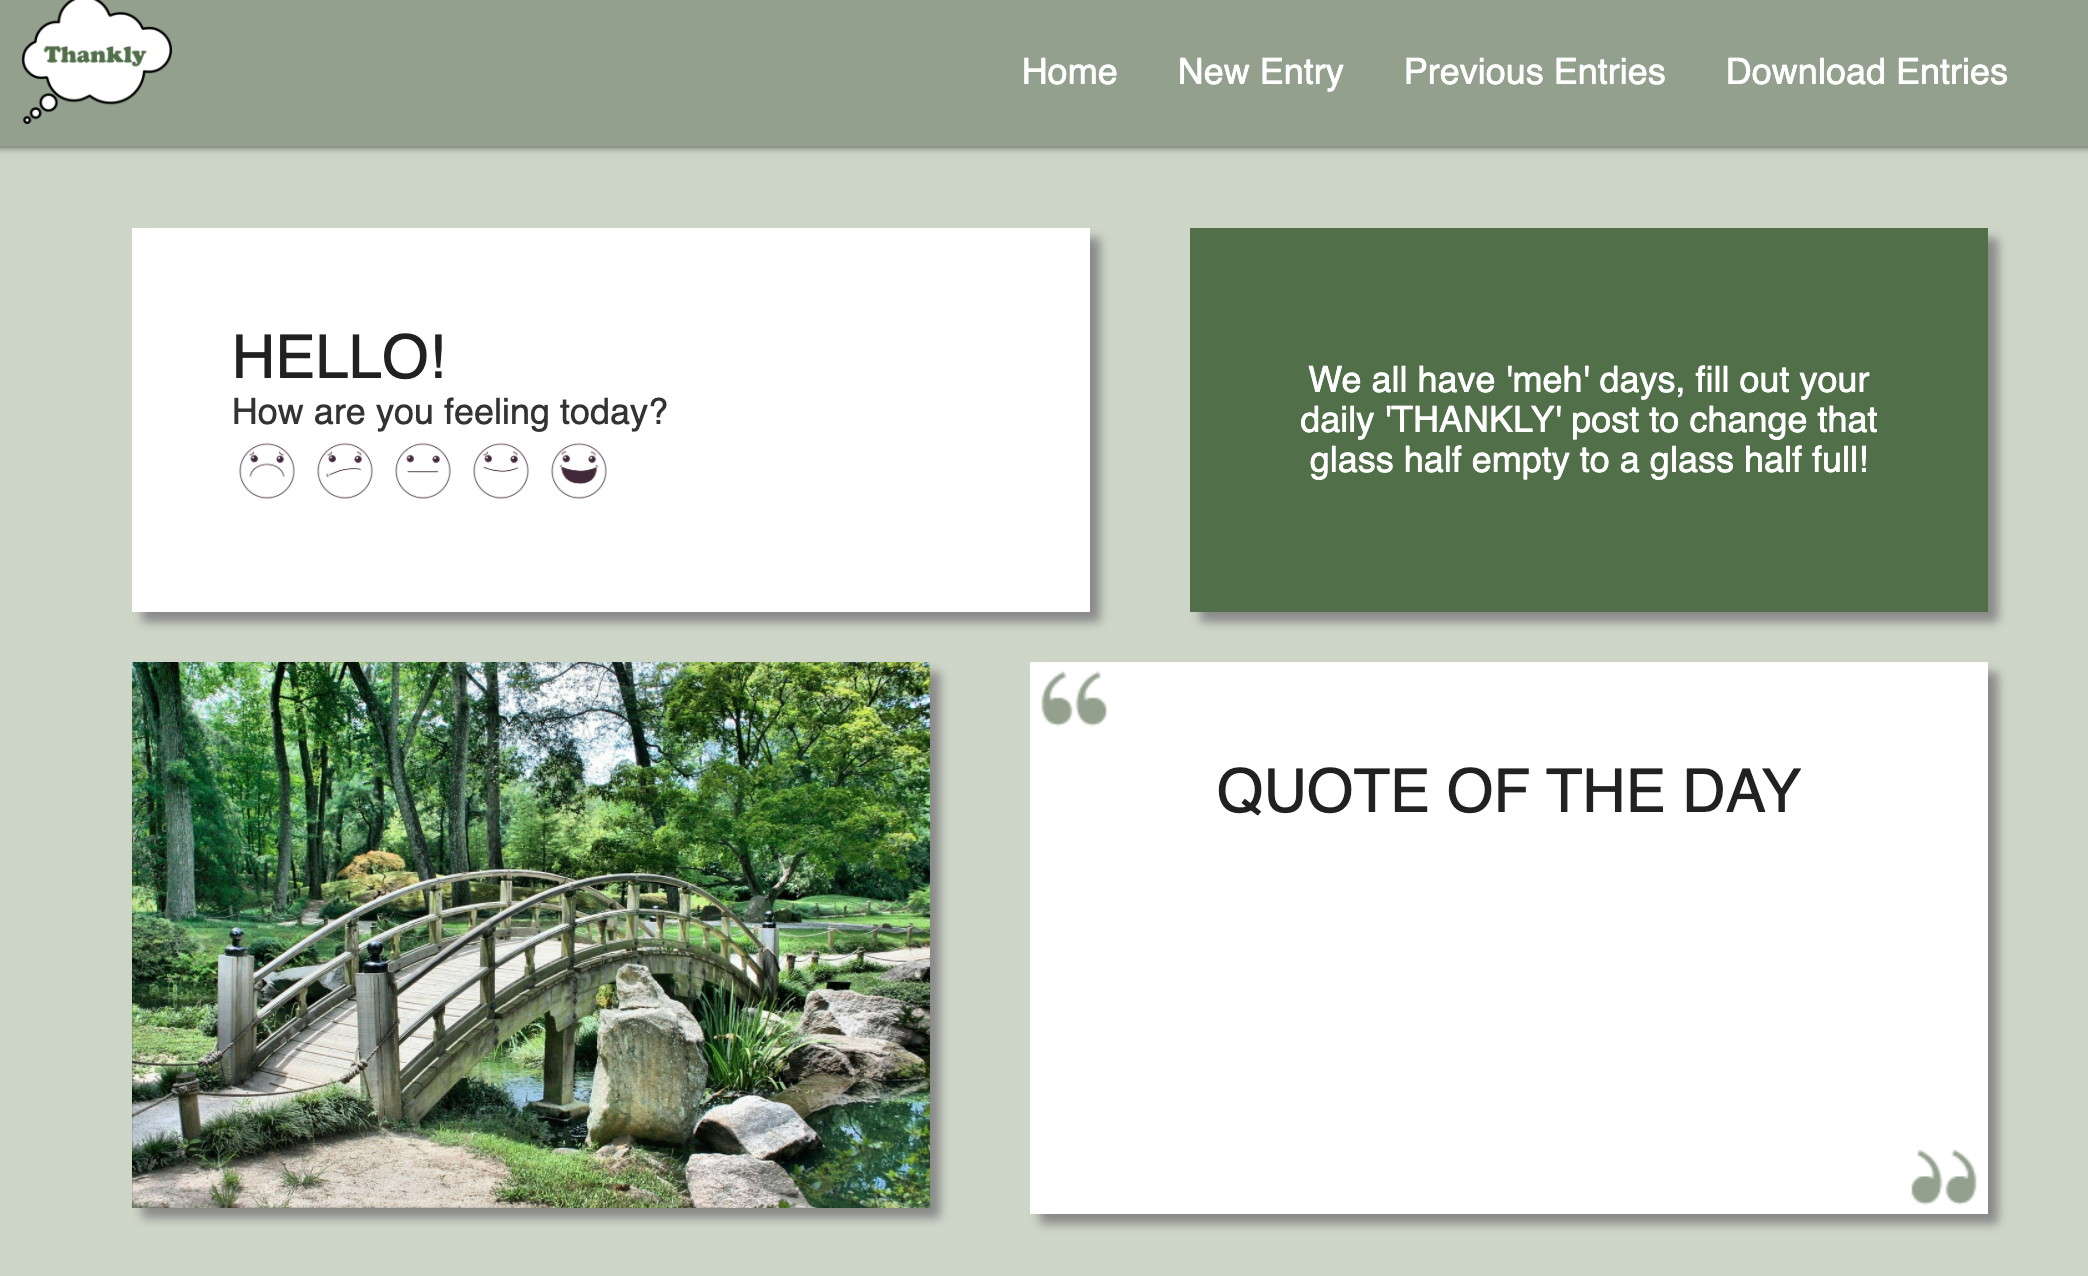 Thankly
Home
New Entry
Previous Entries
Download Entries
HELLO!
How are you feeling today?
We all have 'meh' days, fill out your
daily 'THANKLY' post to change that
glass half empty to a glass half full!
“
QUOTE OF THE DAY
”